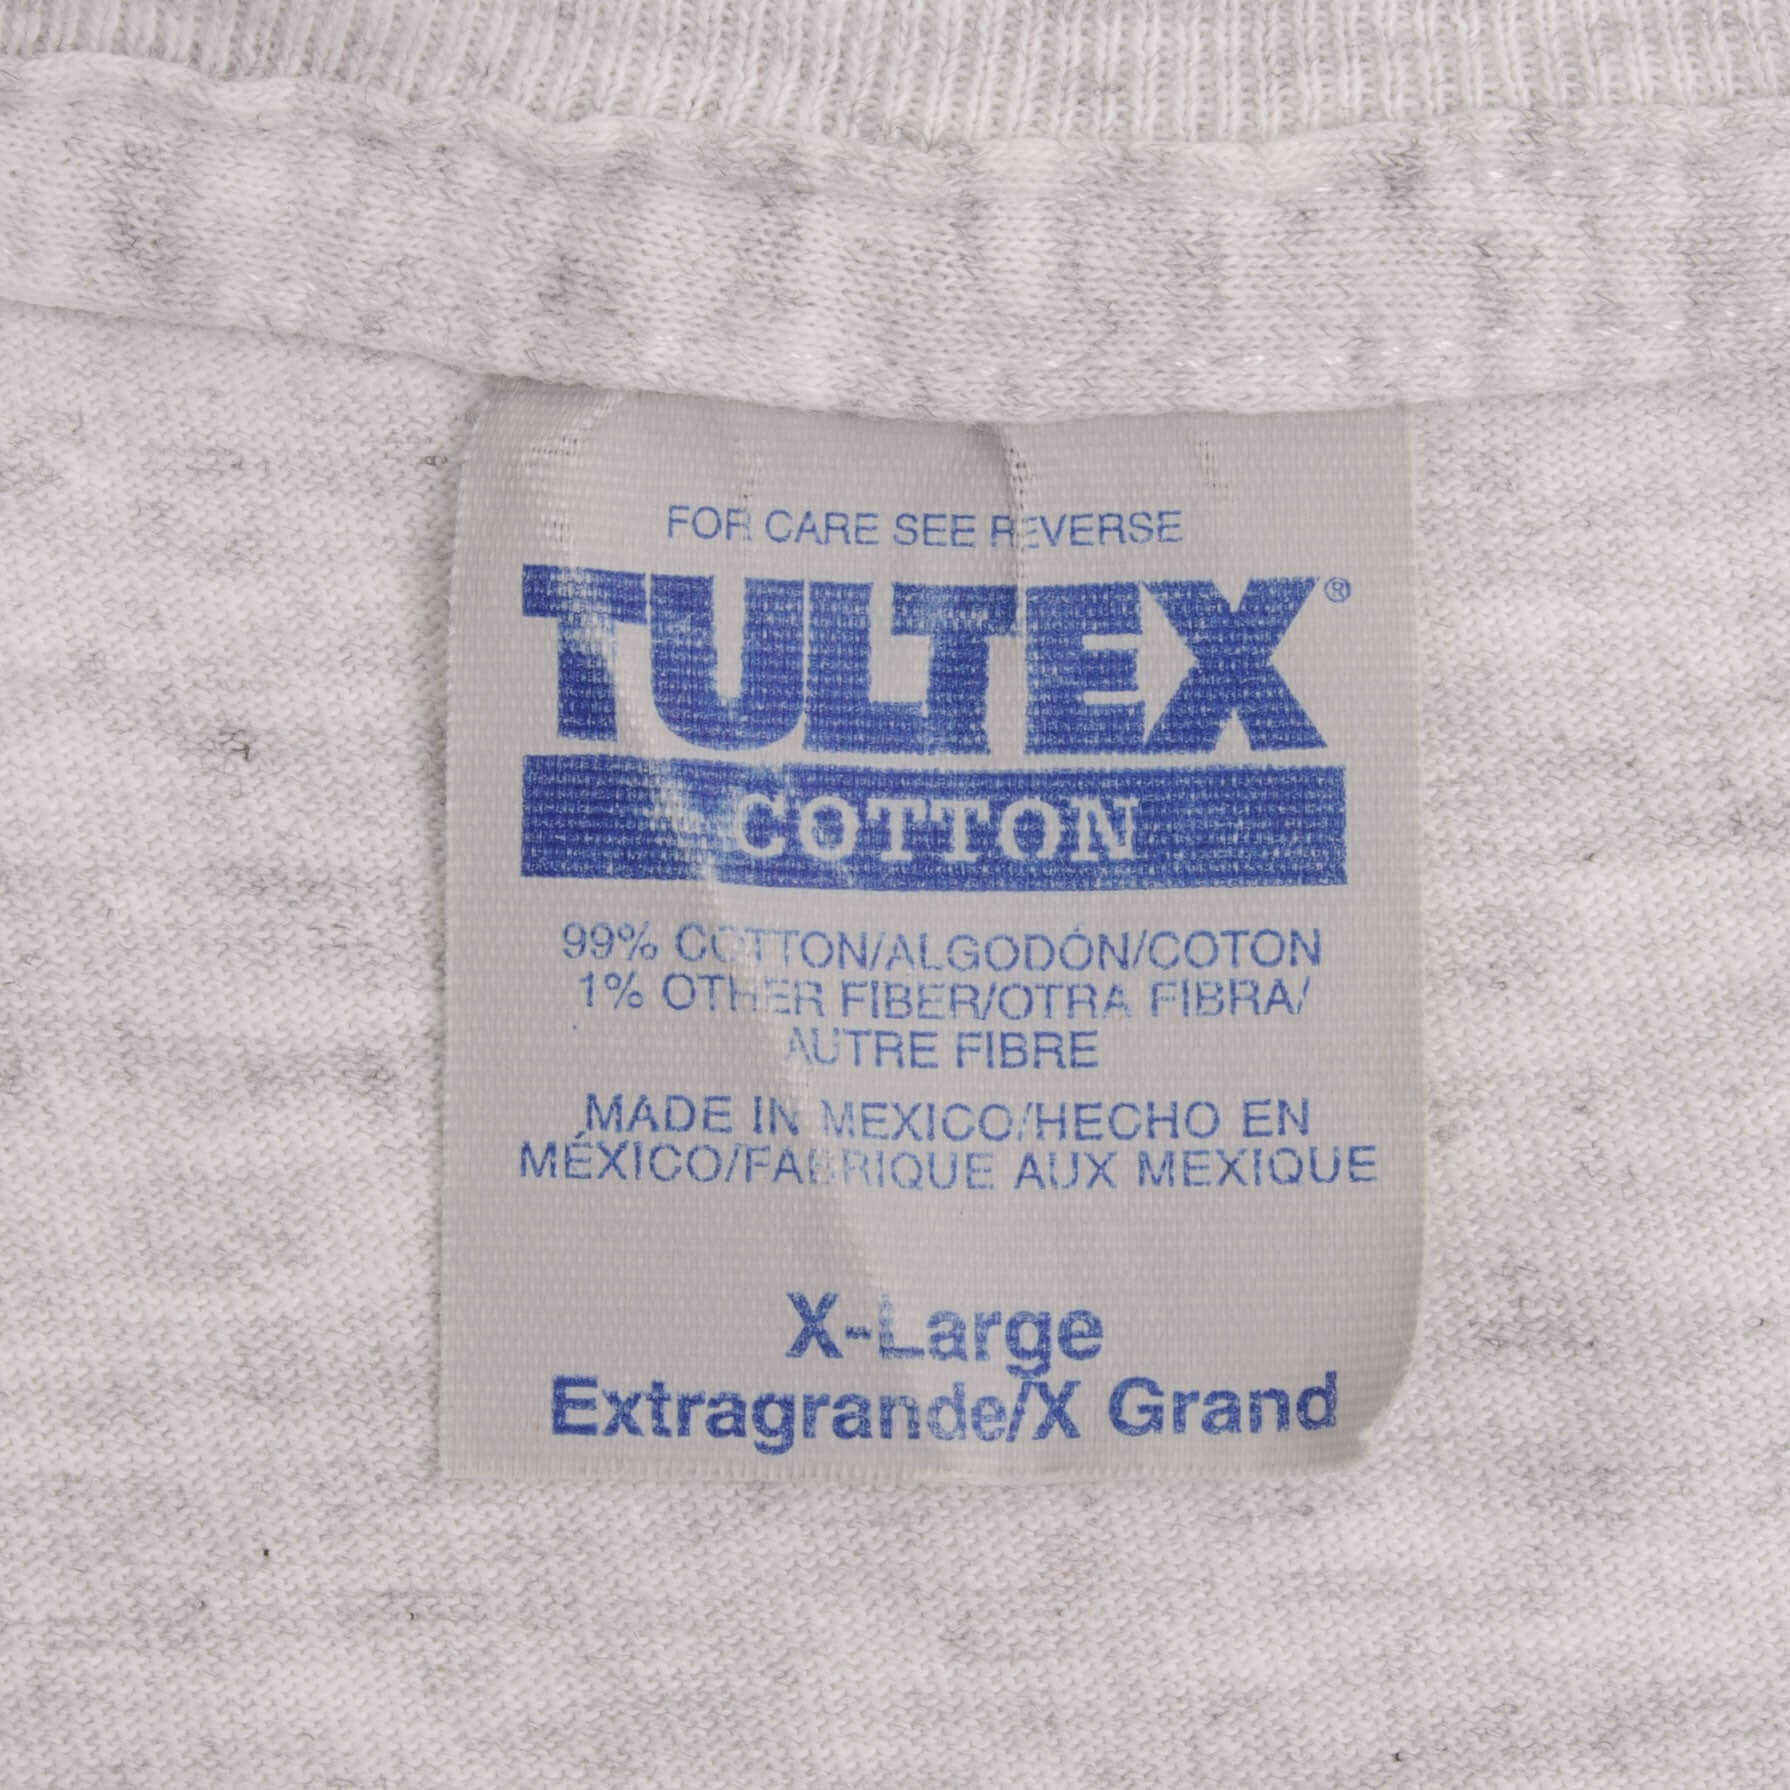 FOR CARE SEE REVERSE
TULTEX®
COTTON
99% COTTON/ALGODÓN/COTON
1% OTHER FIBER/OTRA FIBRA/
AUTRE FIBRE
MADE IN MEXICO/HECHO EN
MÉXICO/FABRIQUE AUX MEXIQUE
X-Large
Extragrande/X Grand